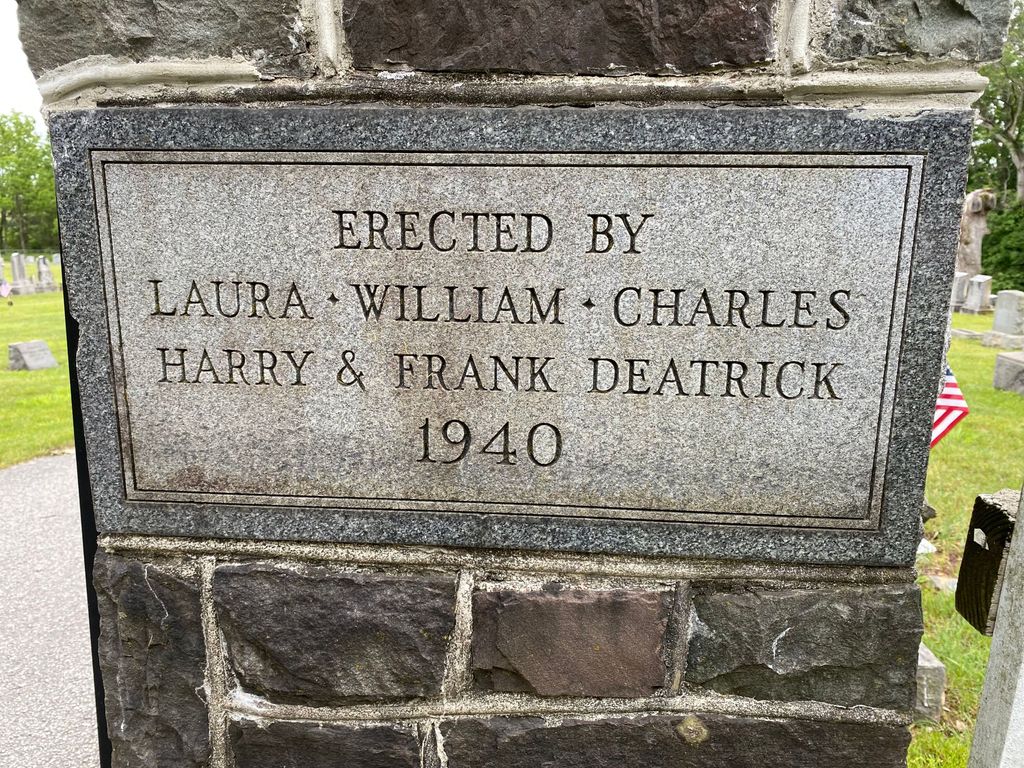 ERECTED BY
LAURA · WILLIAM · CHARLES
HARRY & FRANK DEATRICK
1940